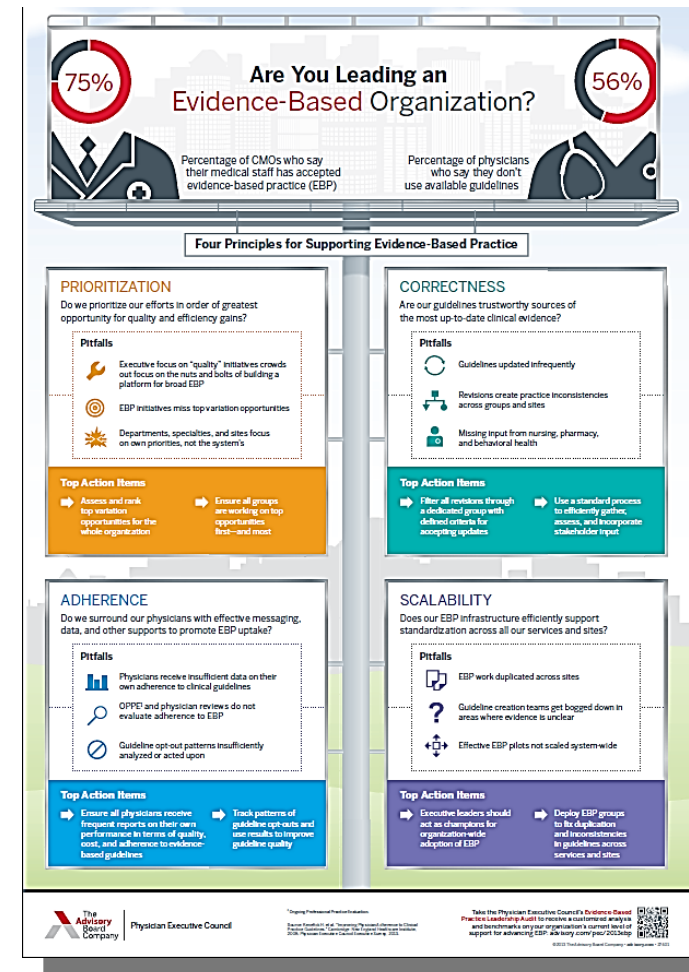 75%
Are You Leading an
Evidence-Based Organization?
56%
Percentage of CMOs who say
their medical staff has accepted
evidence-based practice (EBP)
Percentage of physicians
who say they don't
use available guidelines
Four Principles for Supporting Evidence-Based Practice
PRIORITIZATION
Do we prioritize our efforts in order of greatest
opportunity for quality and efficiency gains?
Pitfalls
Executive focus on "quality" initiatives crowds
out focus on the nuts and bolts of building a
platform for broad EBP
EBP initiatives miss top variation opportunities
Departments, specialties, and sites focus
on own priorities, not the system's
Top Action Items
Assess and rank
top variation
opportunities for the
whole organization
Ensure all groups
are working on top
opportunities
first—and most
CORRECTNESS
Are our guidelines trustworthy sources of
the most up-to-date clinical evidence?
Pitfalls
Guidelines updated infrequently
Revisions create practice inconsistencies
across groups and sites
Missing input from nursing, pharmacy,
and behavioral health
Top Action Items
Filter all revisions through
a dedicated group with
defined criteria for
accepting updates
Use a standard process
to efficiently gather,
assess, and incorporate
stakeholder input
ADHERENCE
Do we surround our physicians with effective messaging,
data, and other supports to promote EBP uptake?
Pitfalls
Physicians receive insufficient data on their
own adherence to clinical guidelines
OPPE¹ and physician reviews do not
evaluate adherence to EBP
Guideline opt-out patterns insufficiently
analyzed or acted upon
Top Action Items
Ensure all physicians receive
frequent reports on their own
performance in terms of quality,
cost, and adherence to evidence-
based guidelines
Track patterns of
guideline opt-outs and
use results to improve
guideline quality
SCALABILITY
Does our EBP infrastructure efficiently support
standardization across all our services and sites?
Pitfalls
EBP work duplicated across sites
Guideline creation teams get bogged down in
areas where evidence is unclear
Effective EBP pilots not scaled system-wide
Top Action Items
Executive leaders should
act as champions for
organization-wide
adoption of EBP
Deploy EBP groups
to fix duplication
and inconsistencies
in guidelines across
services and sites
The
Advisory
Board
Company
Physician Executive Council
¹ Ongoing Professional Practice Evaluation.
Take the Physician Executive Council's Evidence-Based
Practice Leadership Audit to receive a customized analysis
and benchmarks on your organization's current level of
support for advancing EBP: advisory.com/pec/2013ebp
©2013 The Advisory Board Company • advisory.com